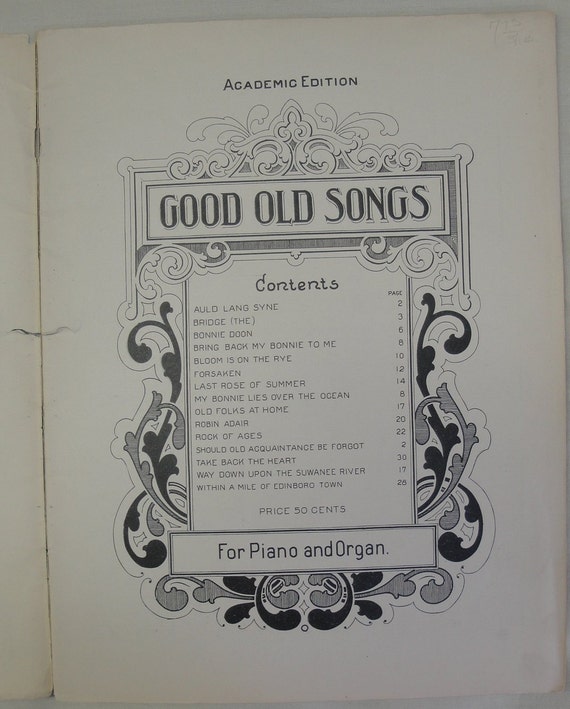 ACADEMIC EDITION
GOOD OLD SONGS
Contents
PAGE
AULD LANG SYNE 2
BRIDGE (THE) 3
BONNIE DOON 6
BRING BACK MY BONNIE TO ME 8
BLOOM IS ON THE RYE 10
FORSAKEN 12
LAST ROSE OF SUMMER 14
MY BONNIE LIES OVER THE OCEAN 8
OLD FOLKS AT HOME 17
ROBIN ADAIR 20
ROCK OF AGES 22
SHOULD OLD ACQUAINTANCE BE FORGOT 2
TAKE BACK THE HEART 30
WAY DOWN UPON THE SUWANEE RIVER 17
WITHIN A MILE OF EDINBORO TOWN 28
PRICE 50 CENTS
For Piano and Organ.